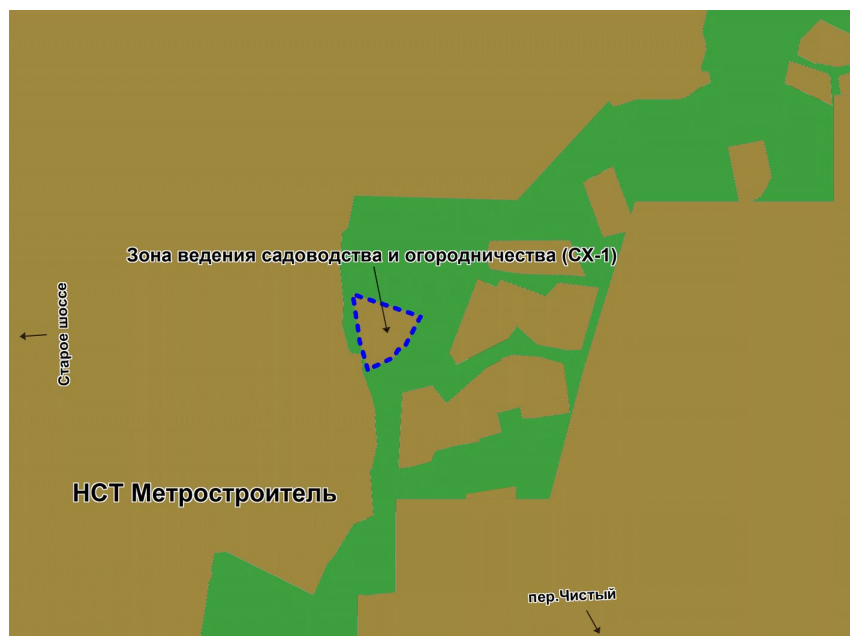 Зона ведения садоводства и огородничества (СХ-1)
Старое шоссе
НСТ Метростроитель
пер.Чистый